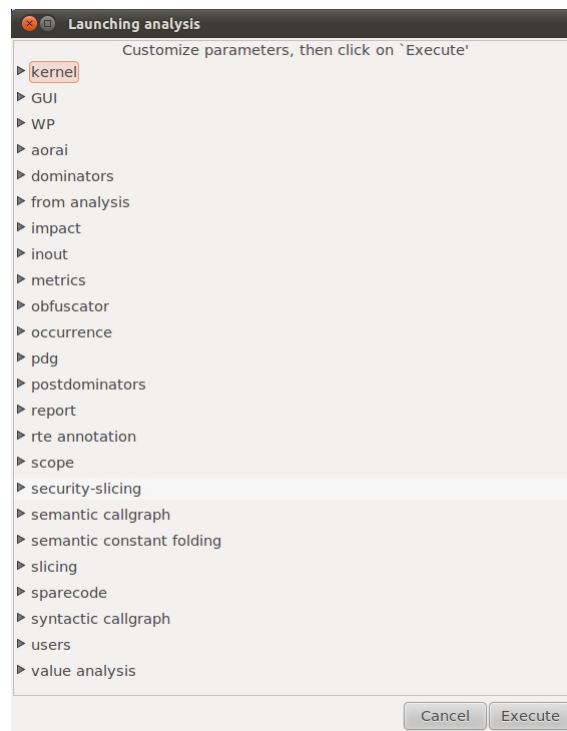 Launching analysis
Customize parameters, then click on `Execute'
kernel
GUI
WP
aorai
dominators
from analysis
impact
inout
metrics
obfuscator
occurrence
pdg
postdominators
report
rte annotation
scope
security-slicing
semantic callgraph
semantic constant folding
slicing
sparecode
syntactic callgraph
users
value analysis
Cancel Execute